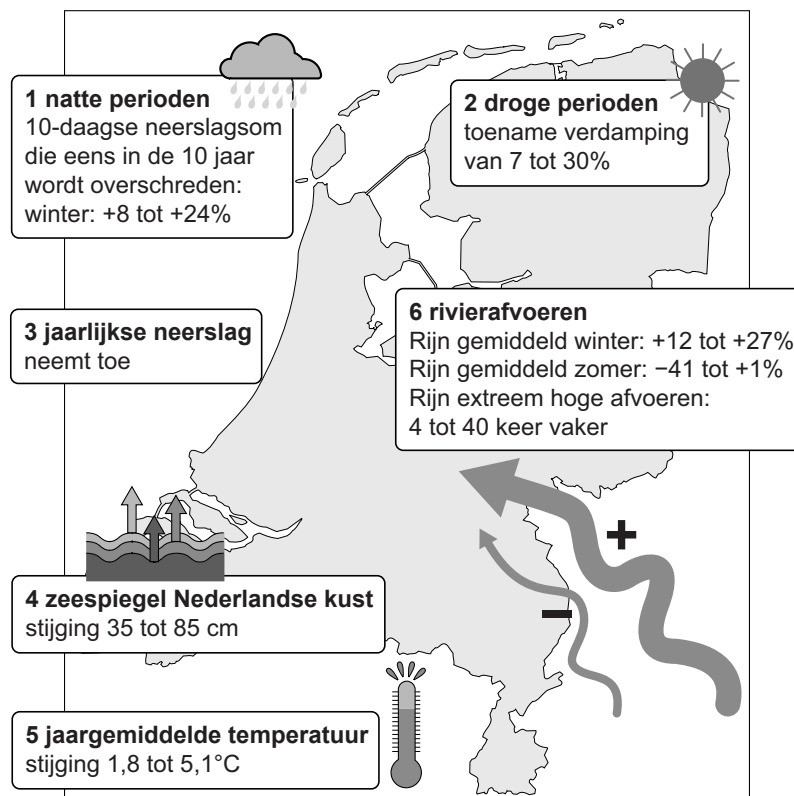 1 natte perioden
10-daagse neerslagsom
die eens in de 10 jaar
wordt overschreden:
winter: +8 tot +24%
2 droge perioden
toename verdamping
van 7 tot 30%
3 jaarlijkse neerslag
neemt toe
6 rivierafvoeren
Rijn gemiddeld winter: +12 tot +27%
Rijn gemiddeld zomer: −41 tot +1%
Rijn extreem hoge afvoeren:
4 tot 40 keer vaker
+
−
4 zeespiegel Nederlandse kust
stijging 35 tot 85 cm
5 jaargemiddelde temperatuur
stijging 1,8 tot 5,1°C